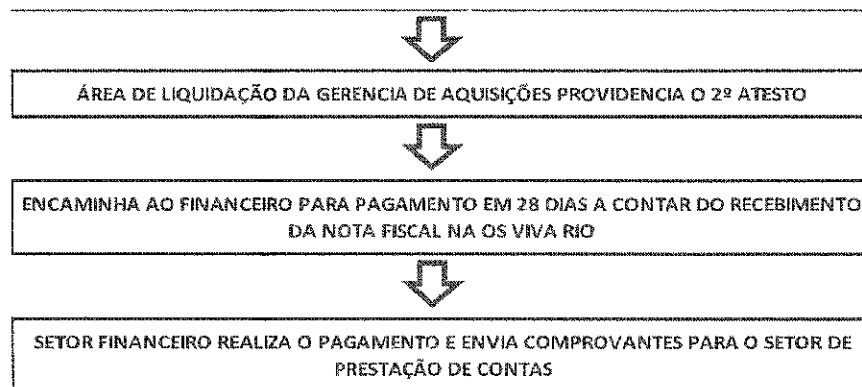 ÁREA DE LIQUIDAÇÃO DA GERENCIA DE AQUISIÇÕES PROVIDENCIA O 2º ATESTO
ENCAMINHA AO FINANCEIRO PARA PAGAMENTO EM 28 DIAS A CONTAR DO RECEBIMENTO
DA NOTA FISCAL NA OS VIVA RIO
SETOR FINANCEIRO REALIZA O PAGAMENTO E ENVIA COMPROVANTES PARA O SETOR DE
PRESTAÇÃO DE CONTAS